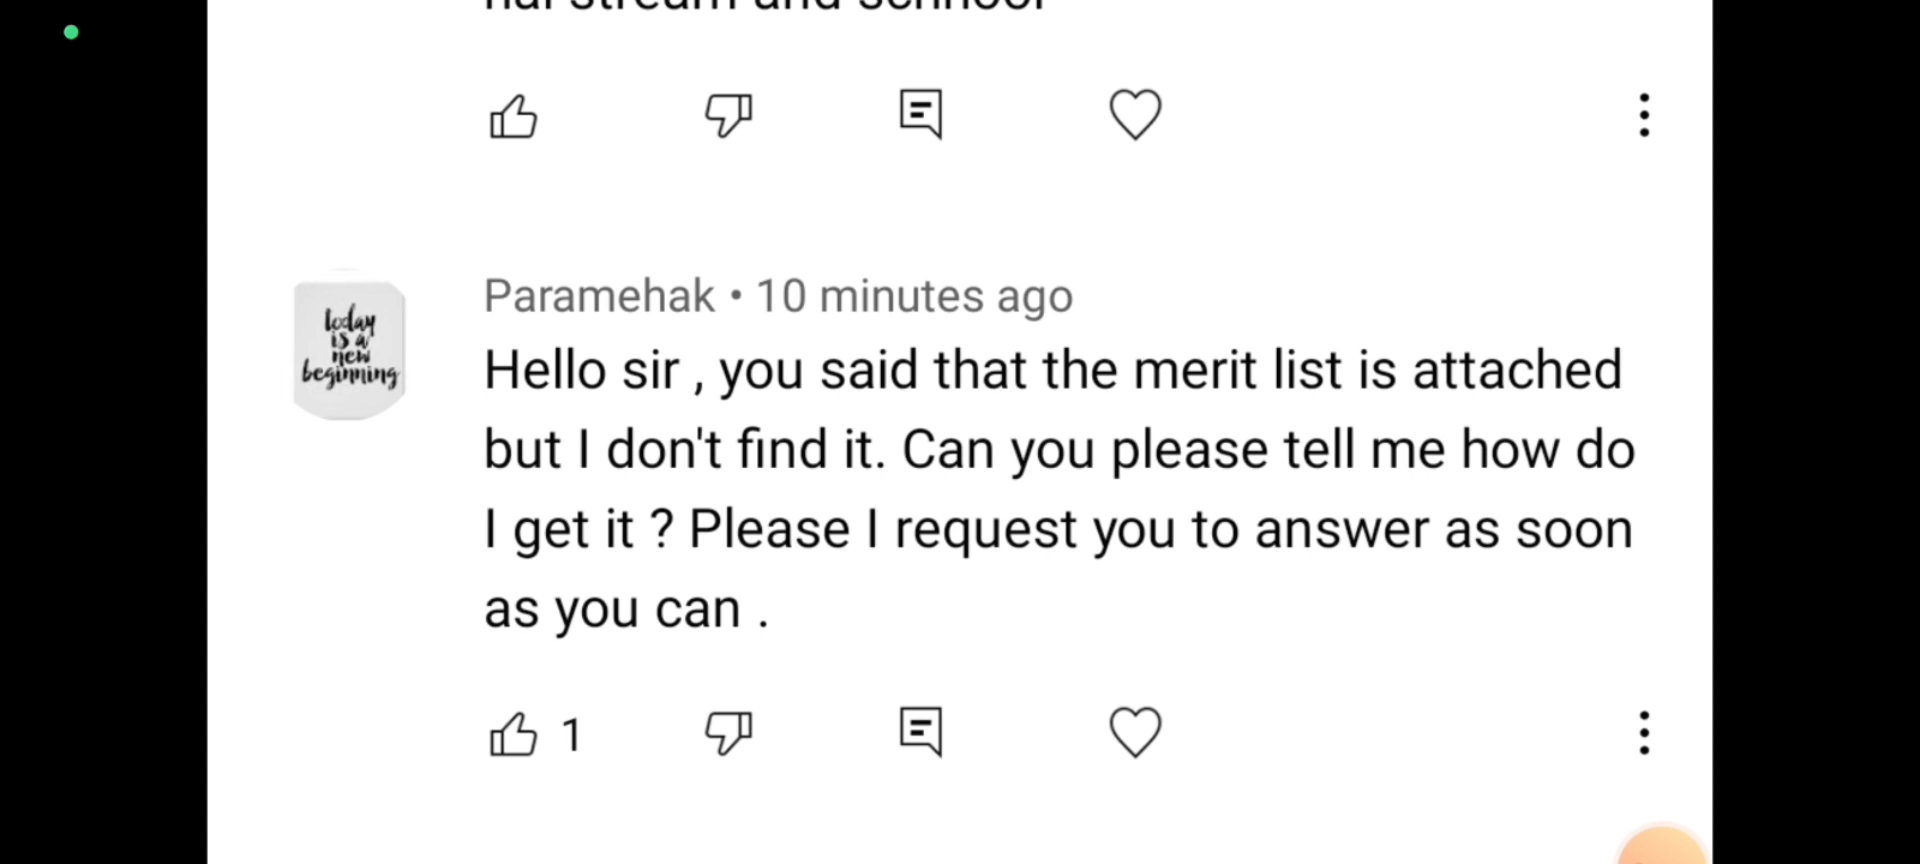 Paramehak • 10 minutes ago
today
is a
new
beginning
Hello sir , you said that the merit list is attached
but I don't find it. Can you please tell me how do
I get it ? Please I request you to answer as soon
as you can .
1